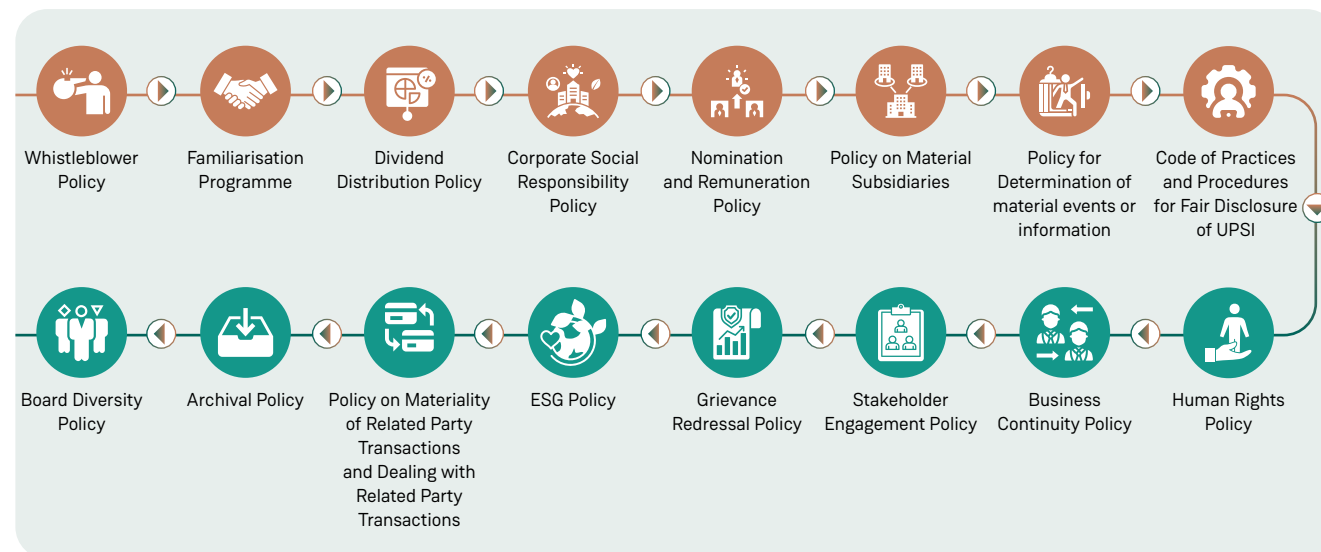 Whistleblower
Policy
Familiarisation
Programme
Dividend
Distribution Policy
Corporate Social
Responsibility
Policy
Nomination
and Remuneration
Policy
Policy on Material
Subsidiaries
Policy for
Determination of
material events or
information
Code of Practices
and Procedures
for Fair Disclosure
of UPSI
Board Diversity
Policy
Archival Policy
Policy on Materiality
of Related Party
Transactions
and Dealing with
Related Party
Transactions
ESG Policy
Grievance
Redressal Policy
Stakeholder
Engagement Policy
Business
Continuity Policy
Human Rights
Policy